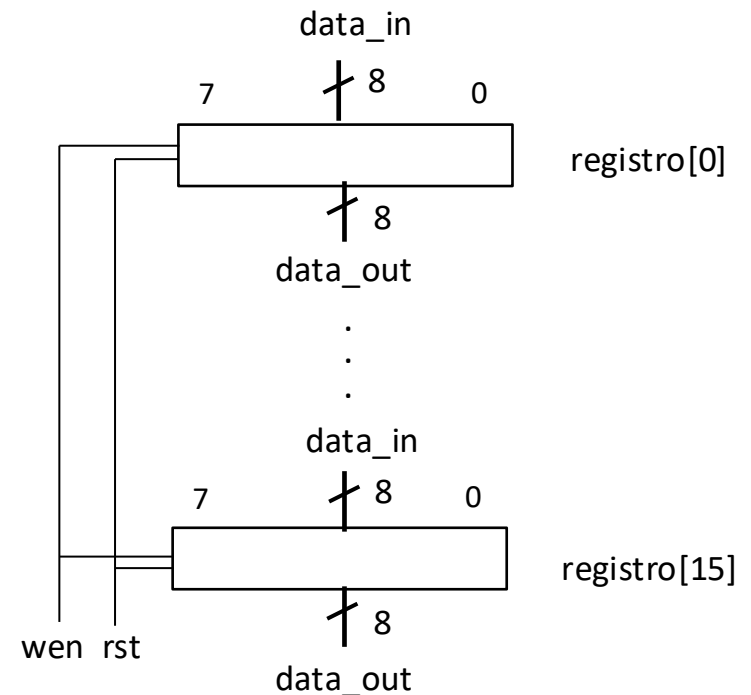 data_in
7 8 0
registro[0]
8
data_out
.
.
.
data_in
7 8 0
registro[15]
8
wen rst
data_out